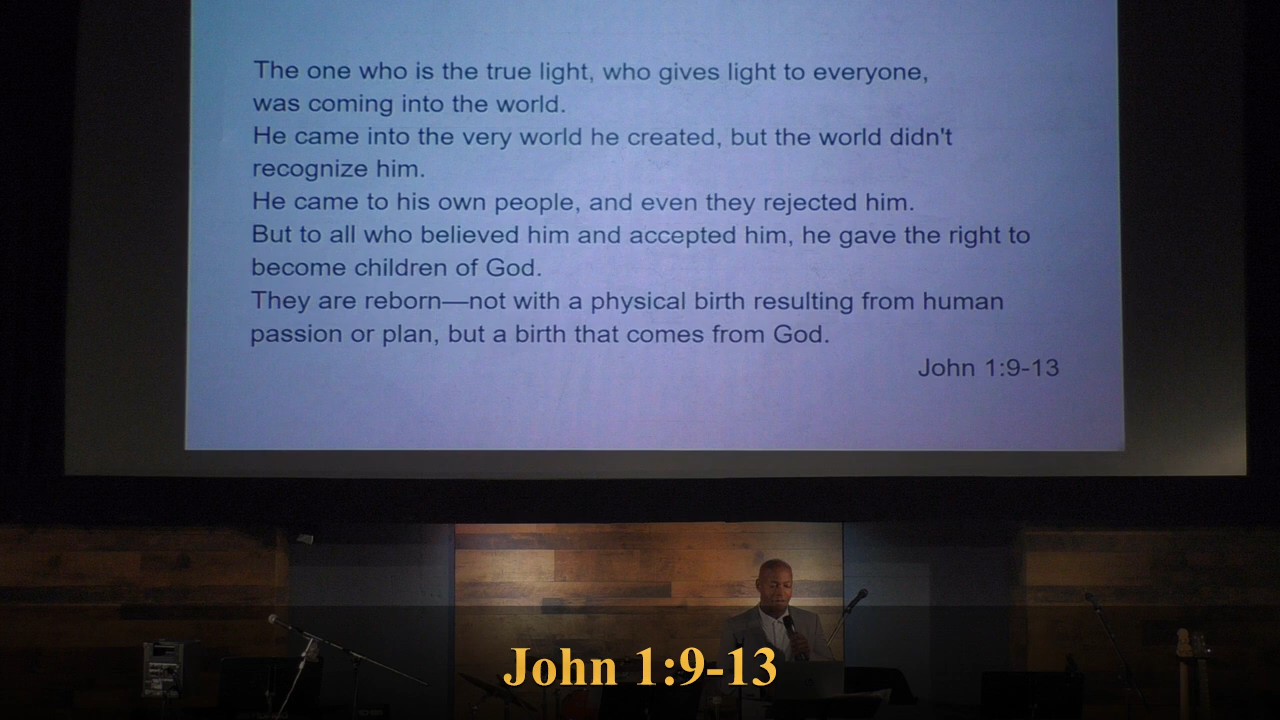 The one who is the true light, who gives light to everyone,
was coming into the world.
He came into the very world he created, but the world didn't
recognize him.
He came to his own people, and even they rejected him.
But to all who believed him and accepted him, he gave the right to
become children of God.
They are reborn—not with a physical birth resulting from human
passion or plan, but a birth that comes from God.
John 1:9-13
John 1:9-13